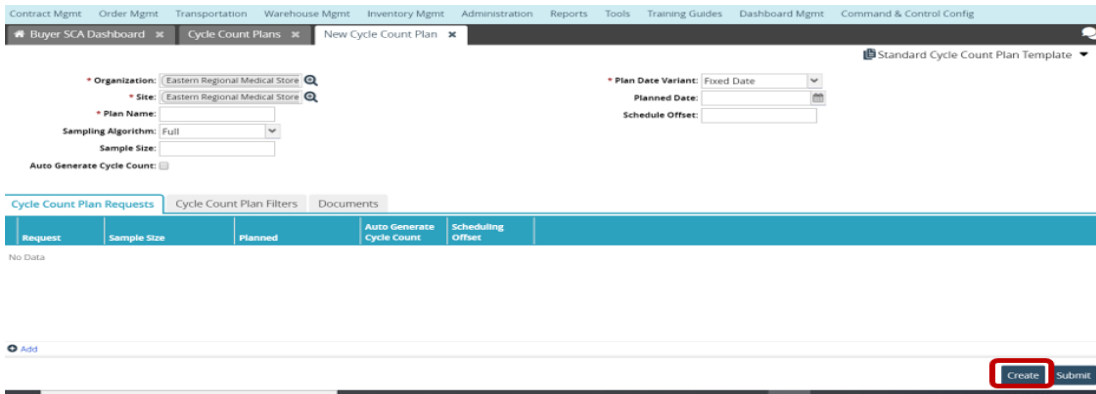 Contract Mgmt Order Mgmt Transportation Warehouse Mgmt Inventory Mgmt Administration Reports Tools Training Guides Dashboard Mgmt Command & Control Config
Buyer SCA Dashboard × Cycle Count Plans × New Cycle Count Plan ×
Standard Cycle Count Plan Template
* Organization: Eastern Regional Medical Store
* Site: Eastern Regional Medical Store
* Plan Name:
Sampling Algorithm: Full
Sample Size:
Auto Generate Cycle Count:
* Plan Date Variant: Fixed Date
Planned Date:
Schedule Offset:
Cycle Count Plan Requests Cycle Count Plan Filters Documents
Request Sample Size Planned Auto Generate Cycle Count Scheduling Offset
No Data
Add
Create Submit